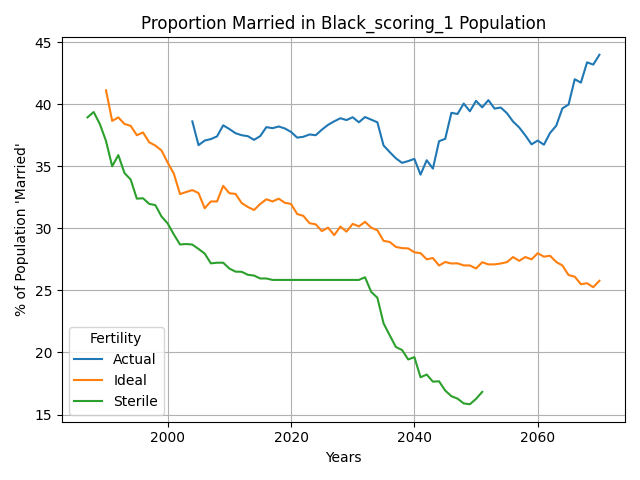 Proportion Married in Black_scoring_1 Population
% of Population 'Married'
45
40
35
30
25
20
15
Fertility
Actual
Ideal
Sterile
2000
2020
2040
2060
Years